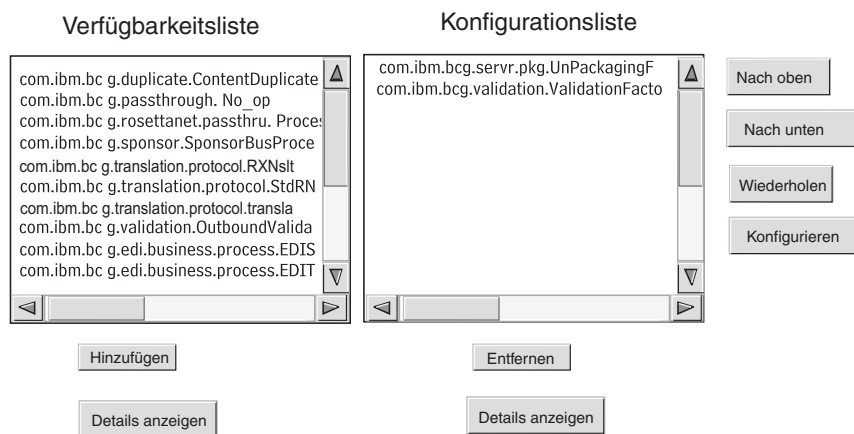 Verfügbarkeitsliste
com.ibm.bc g.duplicate.ContentDuplicate
com.ibm.bc g.passthrough. No_op
com.ibm.bc g.rosettanet.passthru. Proces
com.ibm.bc g.sponsor.SponsorBusProce
com.ibm.bc g.translation.protocol.RXNslt
com.ibm.bc g.translation.protocol.StdRN
com.ibm.bc g.translation.protocol.transla
com.ibm.bc g.validation.OutboundValida
com.ibm.bc g.edi.business.process.EDIS
com.ibm.bc g.edi.business.process.EDIT
Hinzufügen
Details anzeigen
Konfigurationsliste
com.ibm.bcg.servr.pkg.UnPackagingF
com.ibm.bcg.validation.ValidationFacto
Entfernen
Details anzeigen
Nach oben
Nach unten
Wiederholen
Konfigurieren